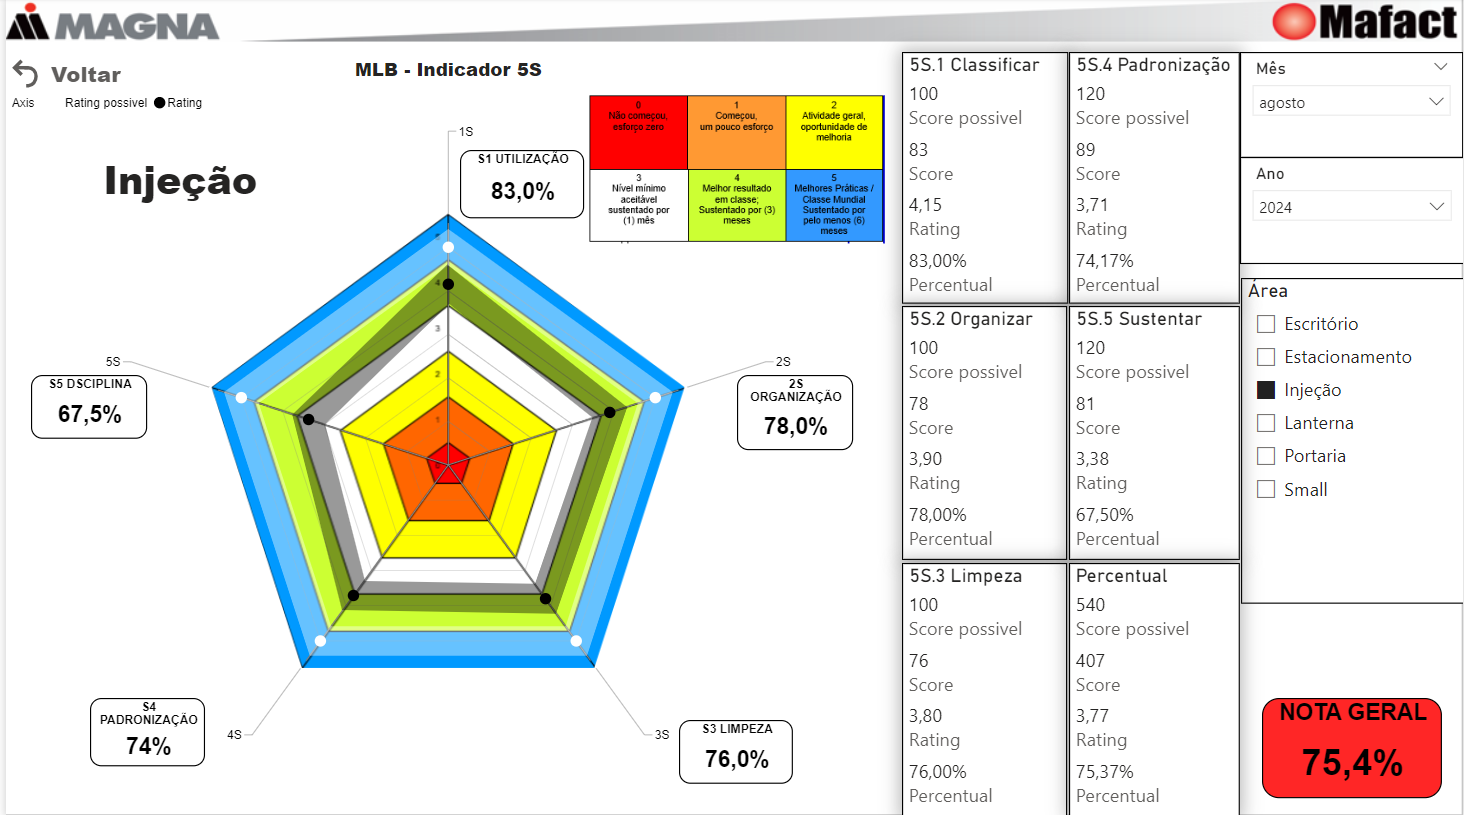 MAGNA
Mafact
Voltar
MLB - Indicador 5S
Axis
Rating possivel
Rating
Injeção
0
Não começou,
esforço zero
1
Começou,
um pouco esforço
2
Atividade geral,
oportunidade de
melhoria
3
Nível mínimo
aceitável
sustentado por
(1) mês
4
Melhor resultado
em classe;
Sustentado por (3)
meses
5
Melhores Práticas /
Classe Mundial
Sustentado por
pelo menos (6)
meses
1S
S1 UTILIZAÇÃO
83,0%
2S
2S
ORGANIZAÇÃO
78,0%
3S
S3 LIMPEZA
76,0%
4S
S4
PADRONIZAÇÃO
74%
5S
S5 DSCIPLINA
67,5%
5
4
3
2
1
5S.1 Classificar
100
Score possivel
83
Score
4,15
Rating
83,00%
Percentual
5S.4 Padronização
120
Score possivel
89
Score
3,71
Rating
74,17%
Percentual
5S.2 Organizar
100
Score possivel
78
Score
3,90
Rating
78,00%
Percentual
5S.5 Sustentar
120
Score possivel
81
Score
3,38
Rating
67,50%
Percentual
5S.3 Limpeza
100
Score possivel
76
Score
3,80
Rating
76,00%
Percentual
Percentual
540
Score possivel
407
Score
3,77
Rating
75,37%
Percentual
Mês
agosto
Ano
2024
Área
Escritório
Estacionamento
Injeção
Lanterna
Portaria
Small
NOTA GERAL
75,4%